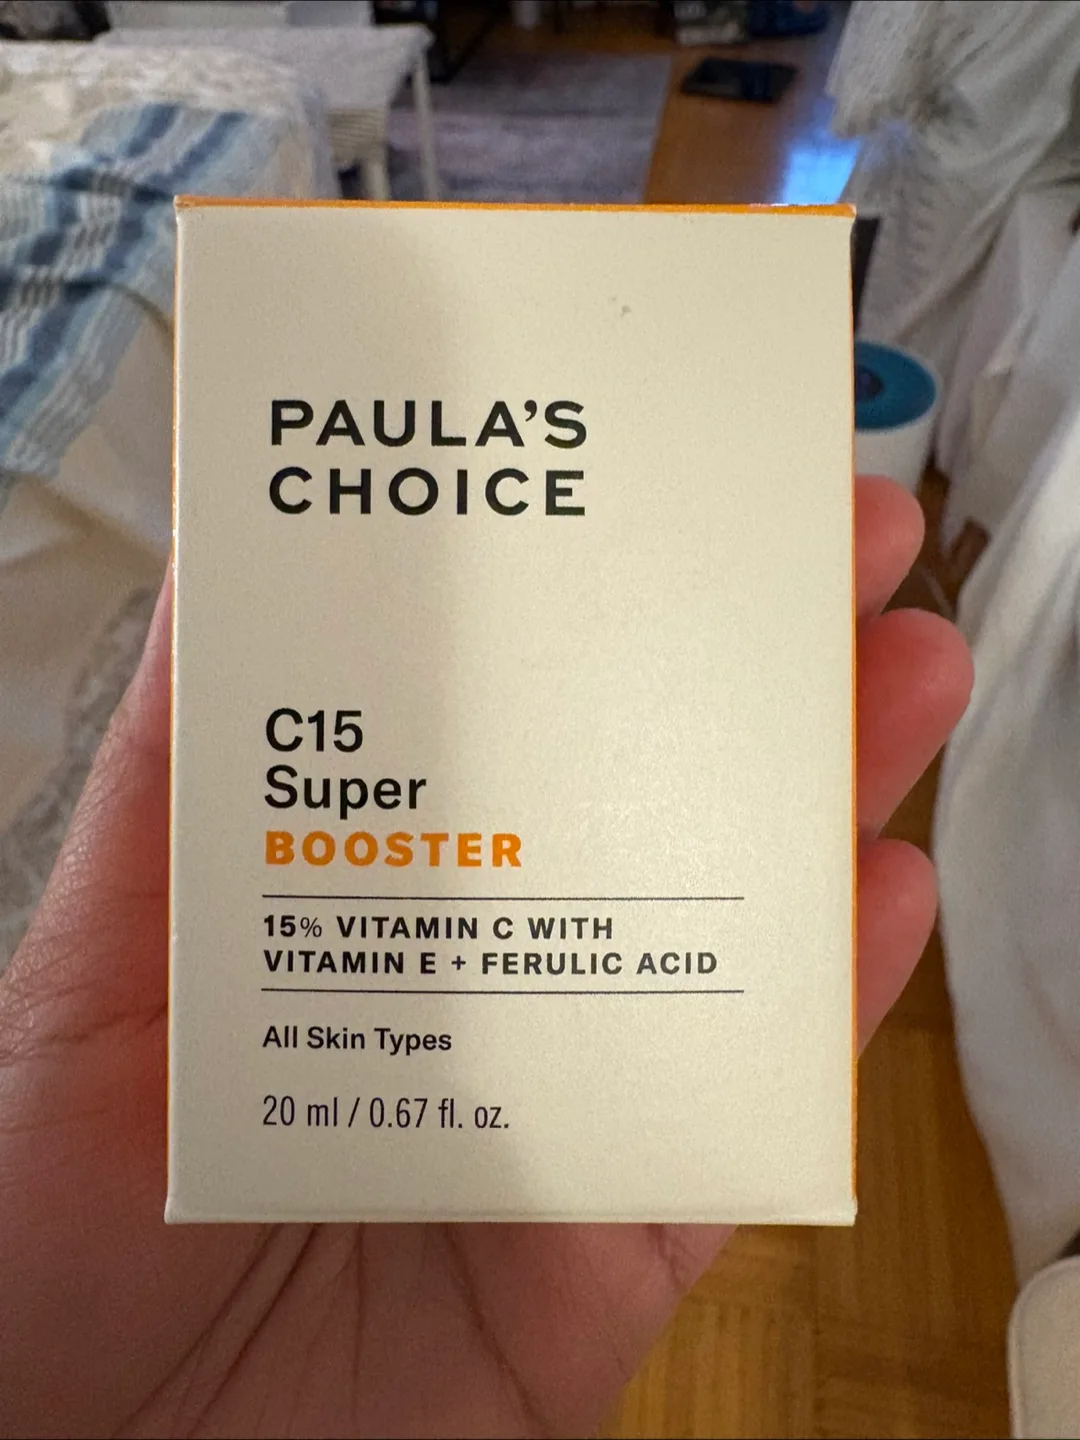 PAULA'S
CHOICE
C15
Super
BOOSTER
15% VITAMIN C WITH
VITAMIN E + FERULIC ACID
All Skin Types
20 ml / 0.67 fl. oz.